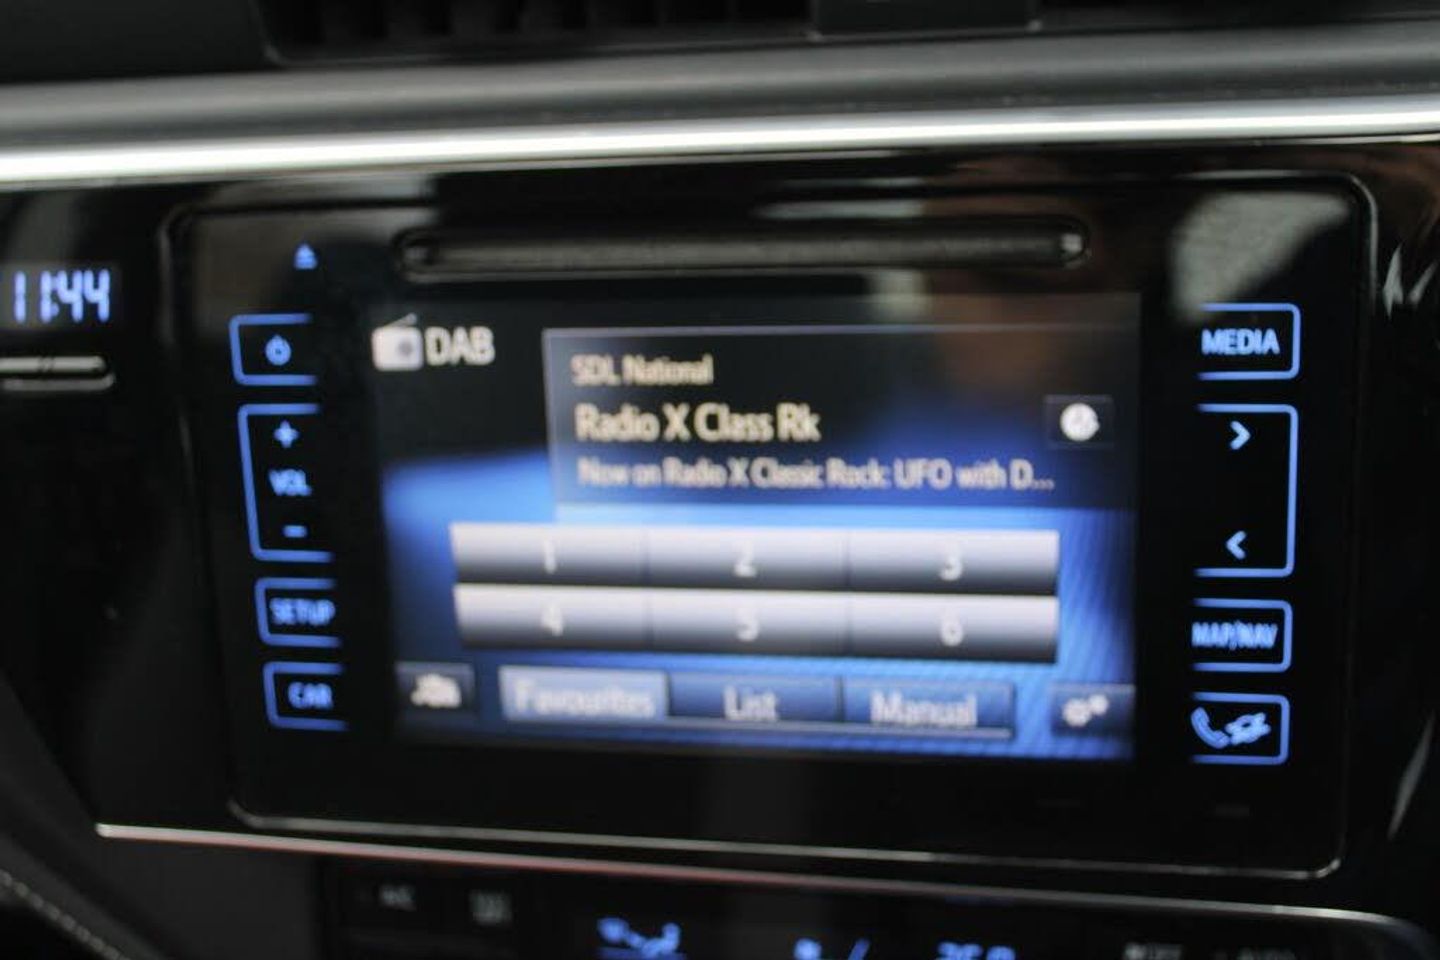 11:44
DAB
SDL National
Radio X Class Rk
Now on Radio X Classic Rock: UFO with D...
1 2 3
4 5 6
Favourites List Manual
VOL
SETUP
CAR
MEDIA
MAP/NAV